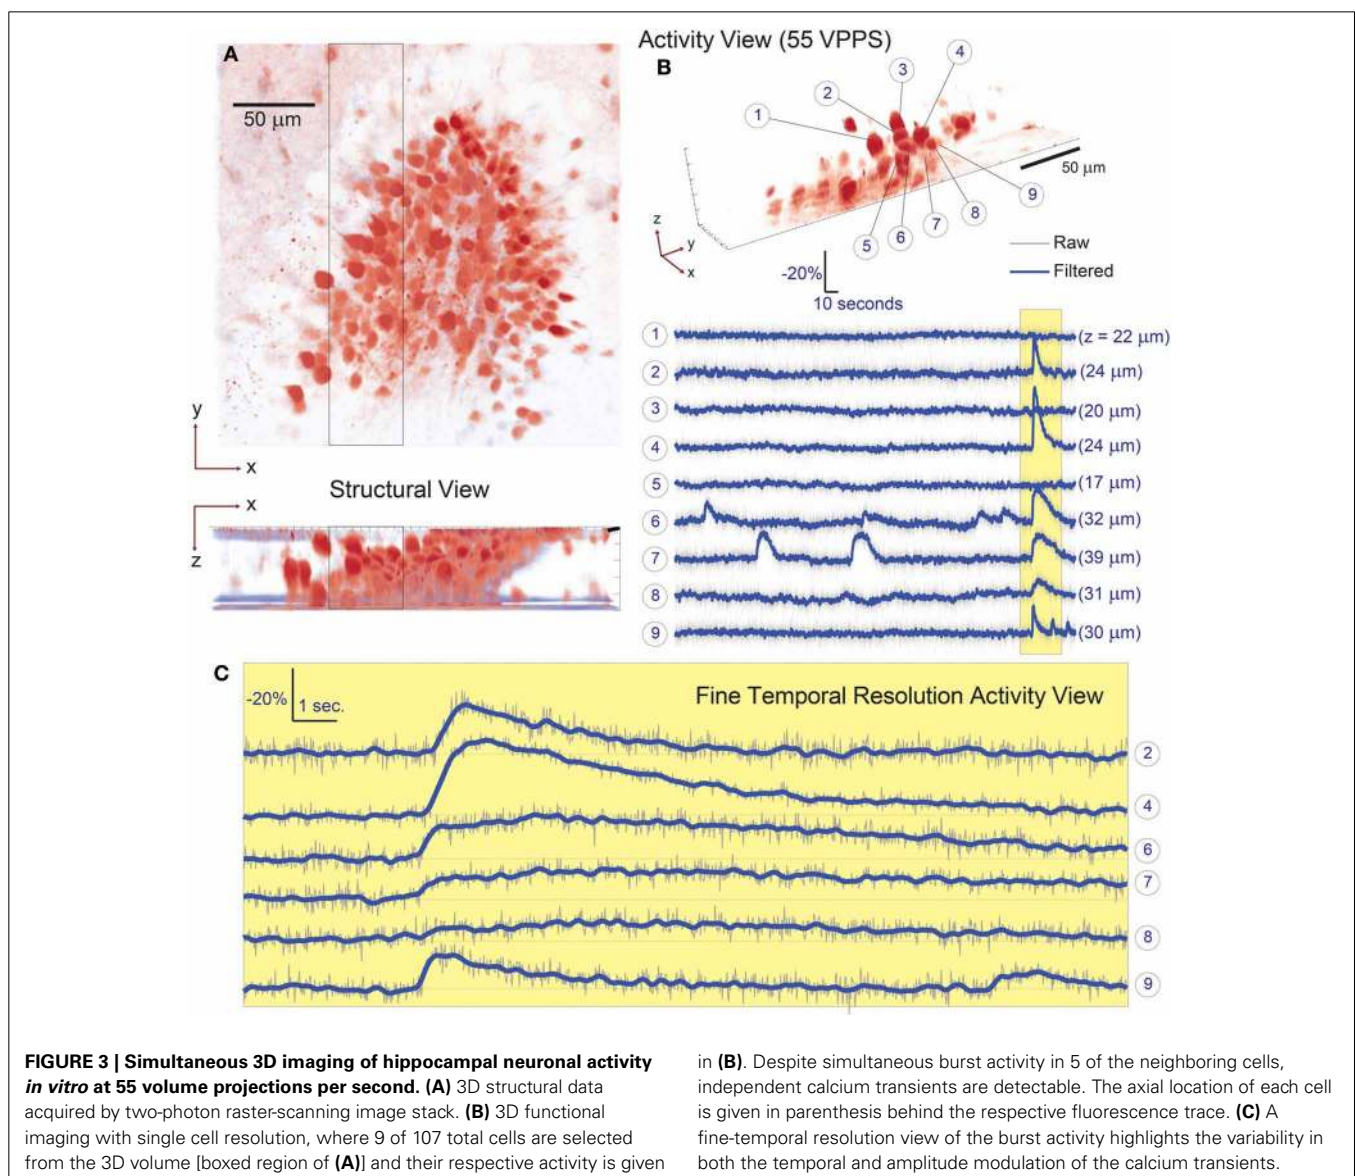 A
50 µm
y
x
Structural View
x
z
Activity View (55 VPPS)
B
1
2
3
4
5
6
7
8
9
50 µm
z
y
x
-20%
10 seconds
Raw
Filtered
1 (z = 22 µm)
2 (24 µm)
3 (20 µm)
4 (24 µm)
5 (17 µm)
6 (32 µm)
7 (39 µm)
8 (31 µm)
9 (30 µm)
C
-20%
1 sec.
Fine Temporal Resolution Activity View
2
4
6
7
8
9
FIGURE 3 | Simultaneous 3D imaging of hippocampal neuronal activity
in vitro at 55 volume projections per second. (A) 3D structural data
acquired by two-photon raster-scanning image stack. (B) 3D functional
imaging with single cell resolution, where 9 of 107 total cells are selected
from the 3D volume [boxed region of (A)] and their respective activity is given
in (B). Despite simultaneous burst activity in 5 of the neighboring cells,
independent calcium transients are detectable. The axial location of each cell
is given in parenthesis behind the respective fluorescence trace. (C) A
fine-temporal resolution view of the burst activity highlights the variability in
both the temporal and amplitude modulation of the calcium transients.